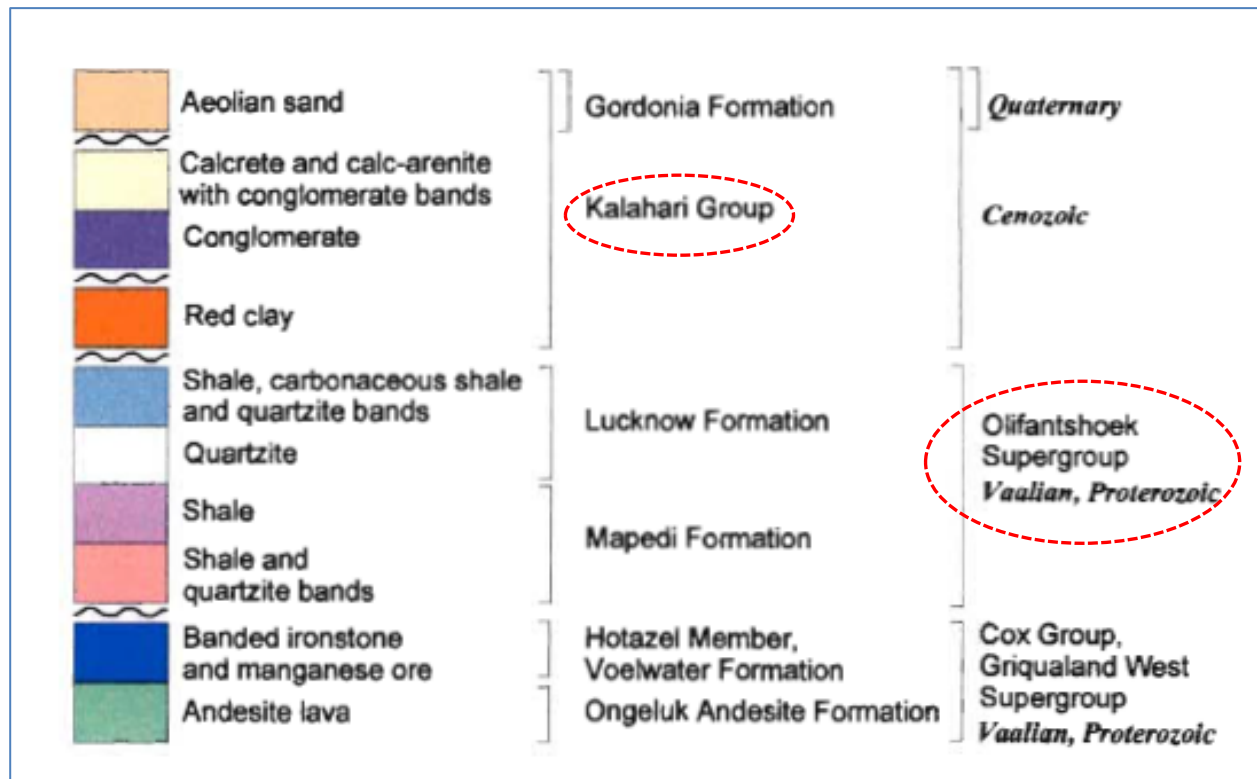 Aeolian sand
Gordonia Formation
Quaternary
Calcrete and calc-arenite
with conglomerate bands
Kalahari Group
Cenozoic
Conglomerate
Red clay
Shale, carbonaceous shale
and quartzite bands
Lucknow Formation
Olifantshoek
Supergroup
Vaalian, Proterozoic
Quartzite
Shale
Mapedi Formation
Shale and
quartzite bands
Banded ironstone
and manganese ore
Hotazel Member,
Voelwater Formation
Cox Group,
Griqualand West
Supergroup
Vaalian, Proterozoic
Andesite lava
Ongeluk Andesite Formation